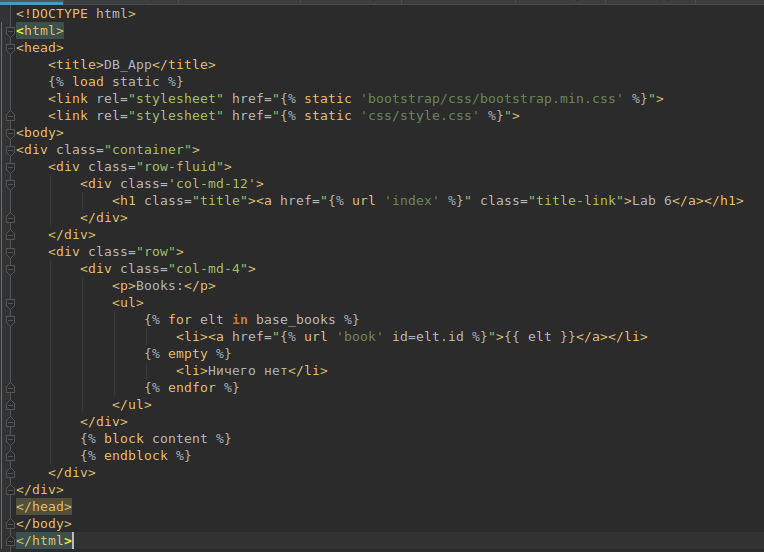 <!DOCTYPE html>
<html>
<head>
    <title>DB_App</title>
    {% load static %}
    <link rel="stylesheet" href="{% static 'bootstrap/css/bootstrap.min.css' %}">
    <link rel="stylesheet" href="{% static 'css/style.css' %}">
<body>
<div class="container">
    <div class="row-fluid">
        <div class='col-md-12'>
            <h1 class="title"><a href="{% url 'index' %}" class="title-link">Lab 6</a></h1>
        </div>
    </div>
    <div class="row">
        <div class="col-md-4">
            <p>Books:</p>
            <ul>
                {% for elt in base_books %}
                    <li><a href="{% url 'book' id=elt.id %}">{{ elt }}</a></li>
                {% empty %}
                    <li>Ничего нет</li>
                {% endfor %}
            </ul>
        </div>
        {% block content %}
        {% endblock %}
    </div>
</div>
</head>
</body>
</html>